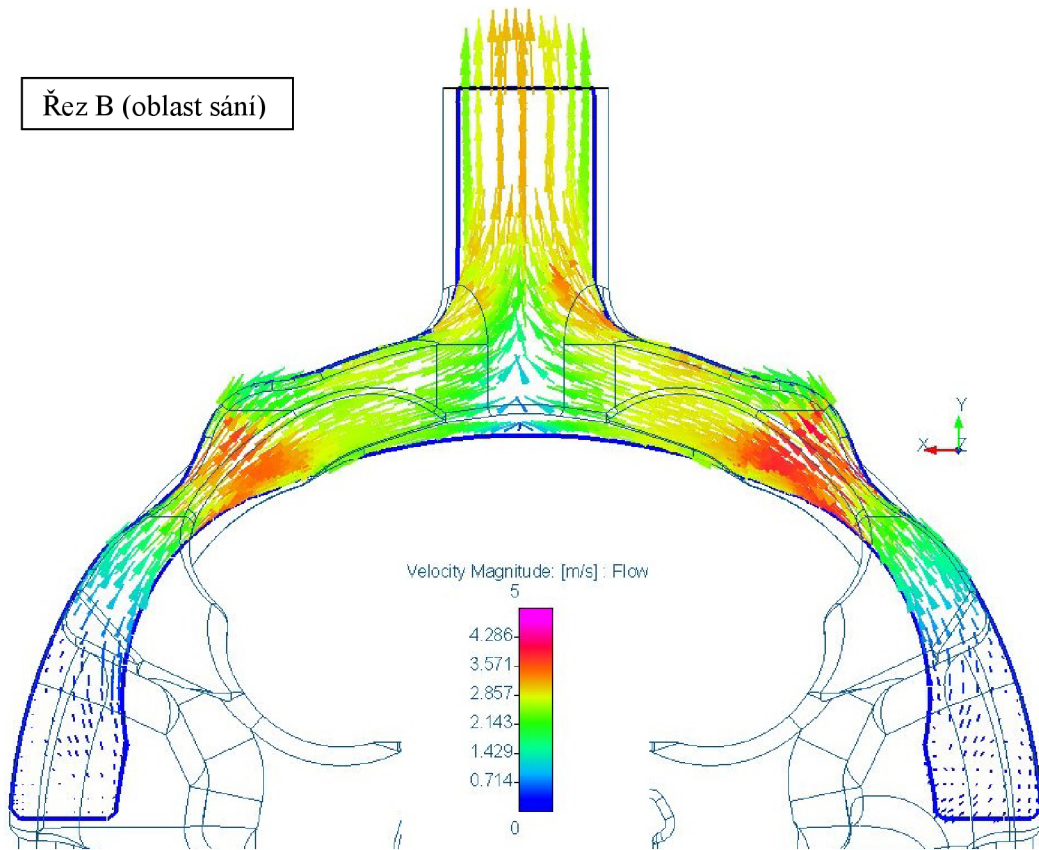 Řez B (oblast sání)
Y
X
Z
Velocity Magnitude: [m/s] : Flow
5
4.286
3.571
2.857
2.143
1.429
0.714
0